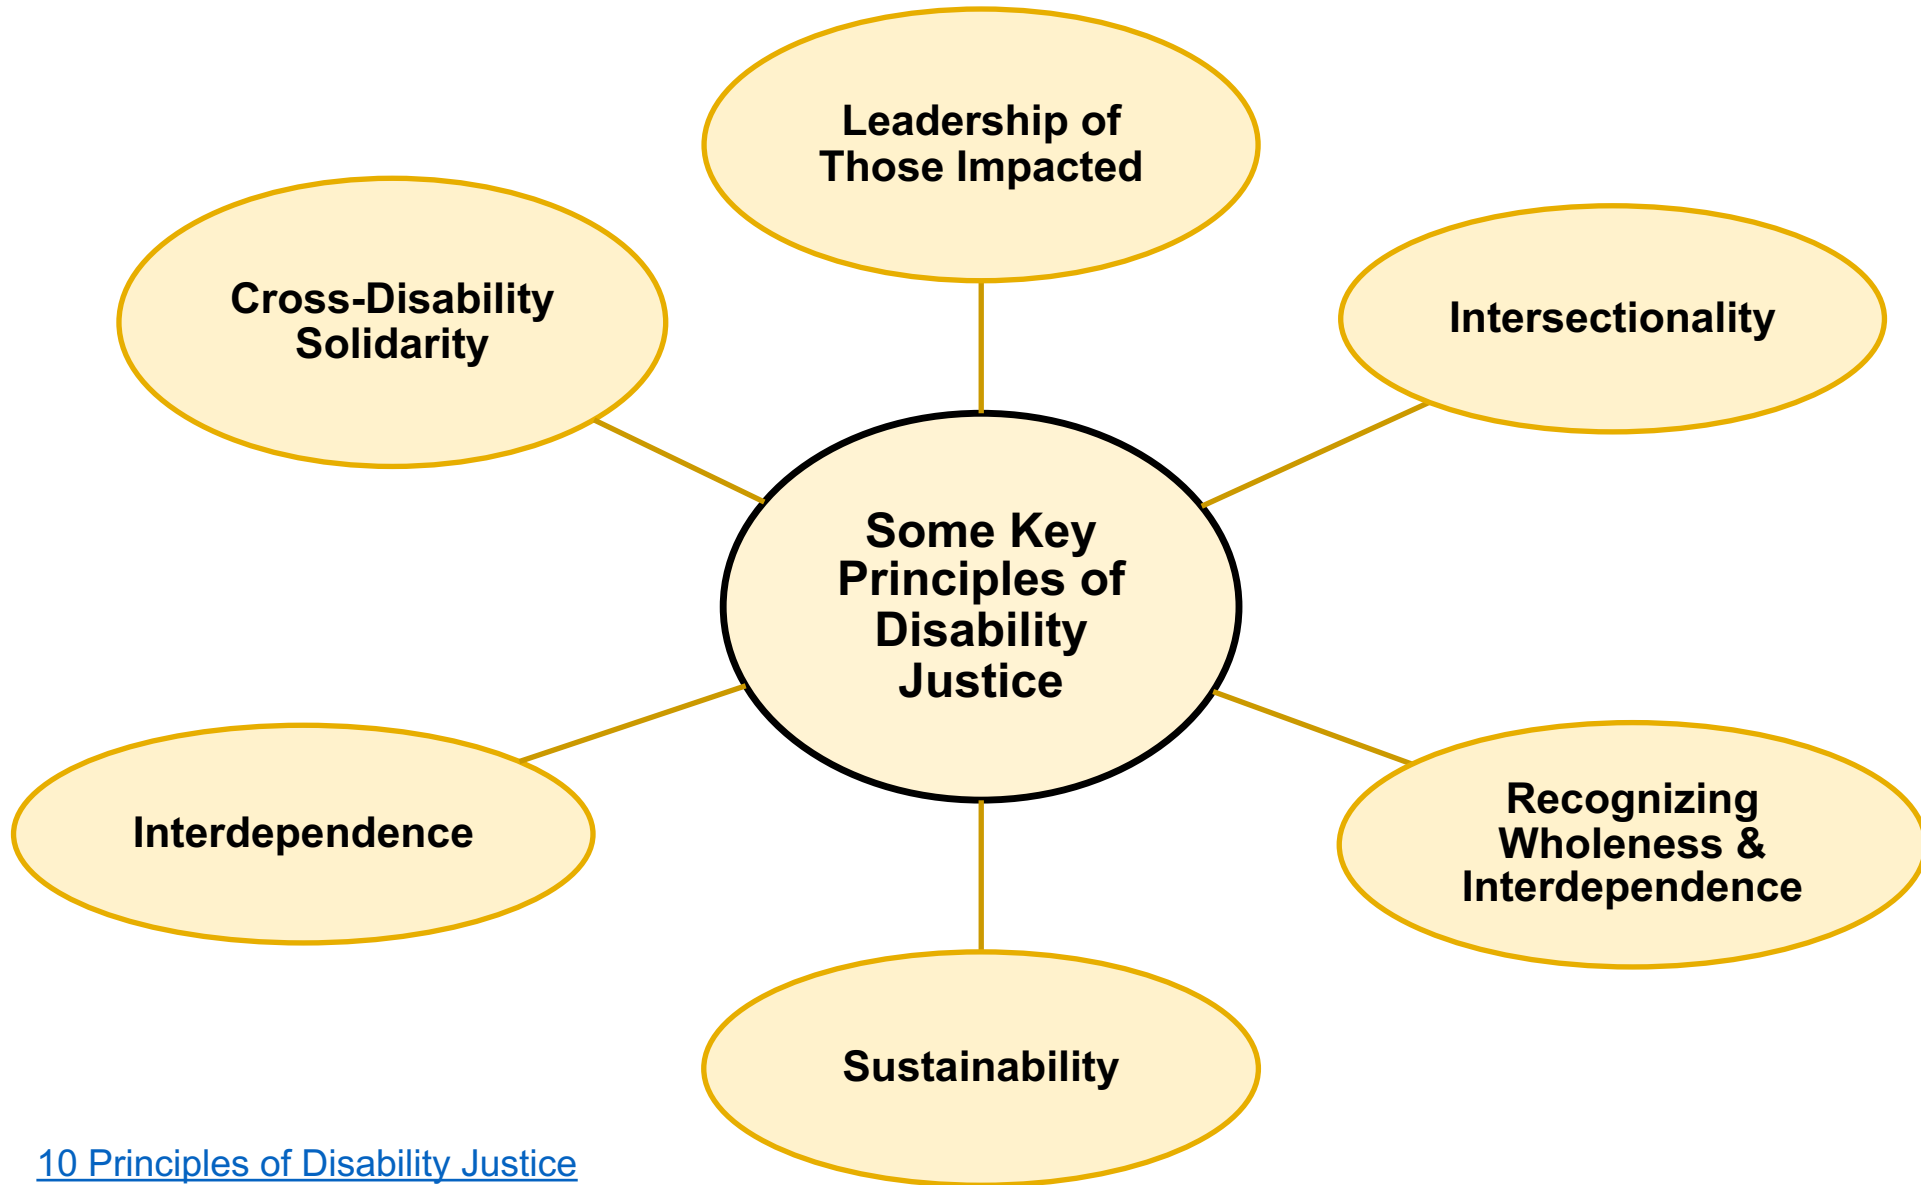 Leadership of
Those Impacted
Cross-Disability
Solidarity
Intersectionality
Some Key
Principles of
Disability
Justice
Interdependence
Recognizing
Wholeness &
Interdependence
Sustainability
10 Principles of Disability Justice